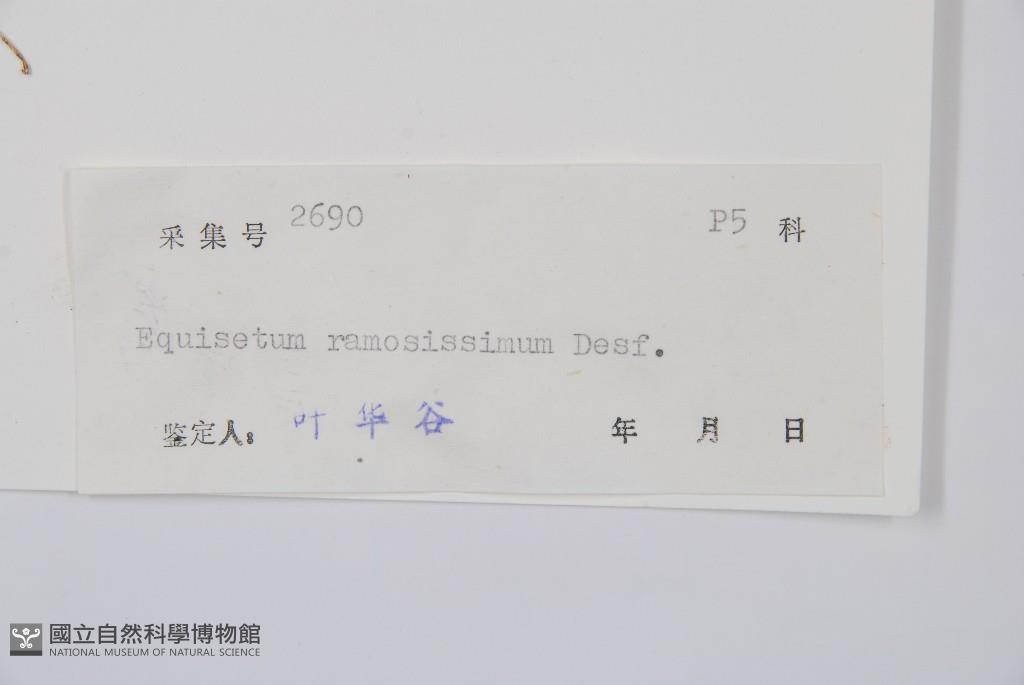 采集号 2690 P5 科
Equisetum ramosissimum Desf.
鉴定人: 叶华谷 年 月 日
國立自然科學博物館
NATIONAL MUSEUM OF NATURAL SCIENCE